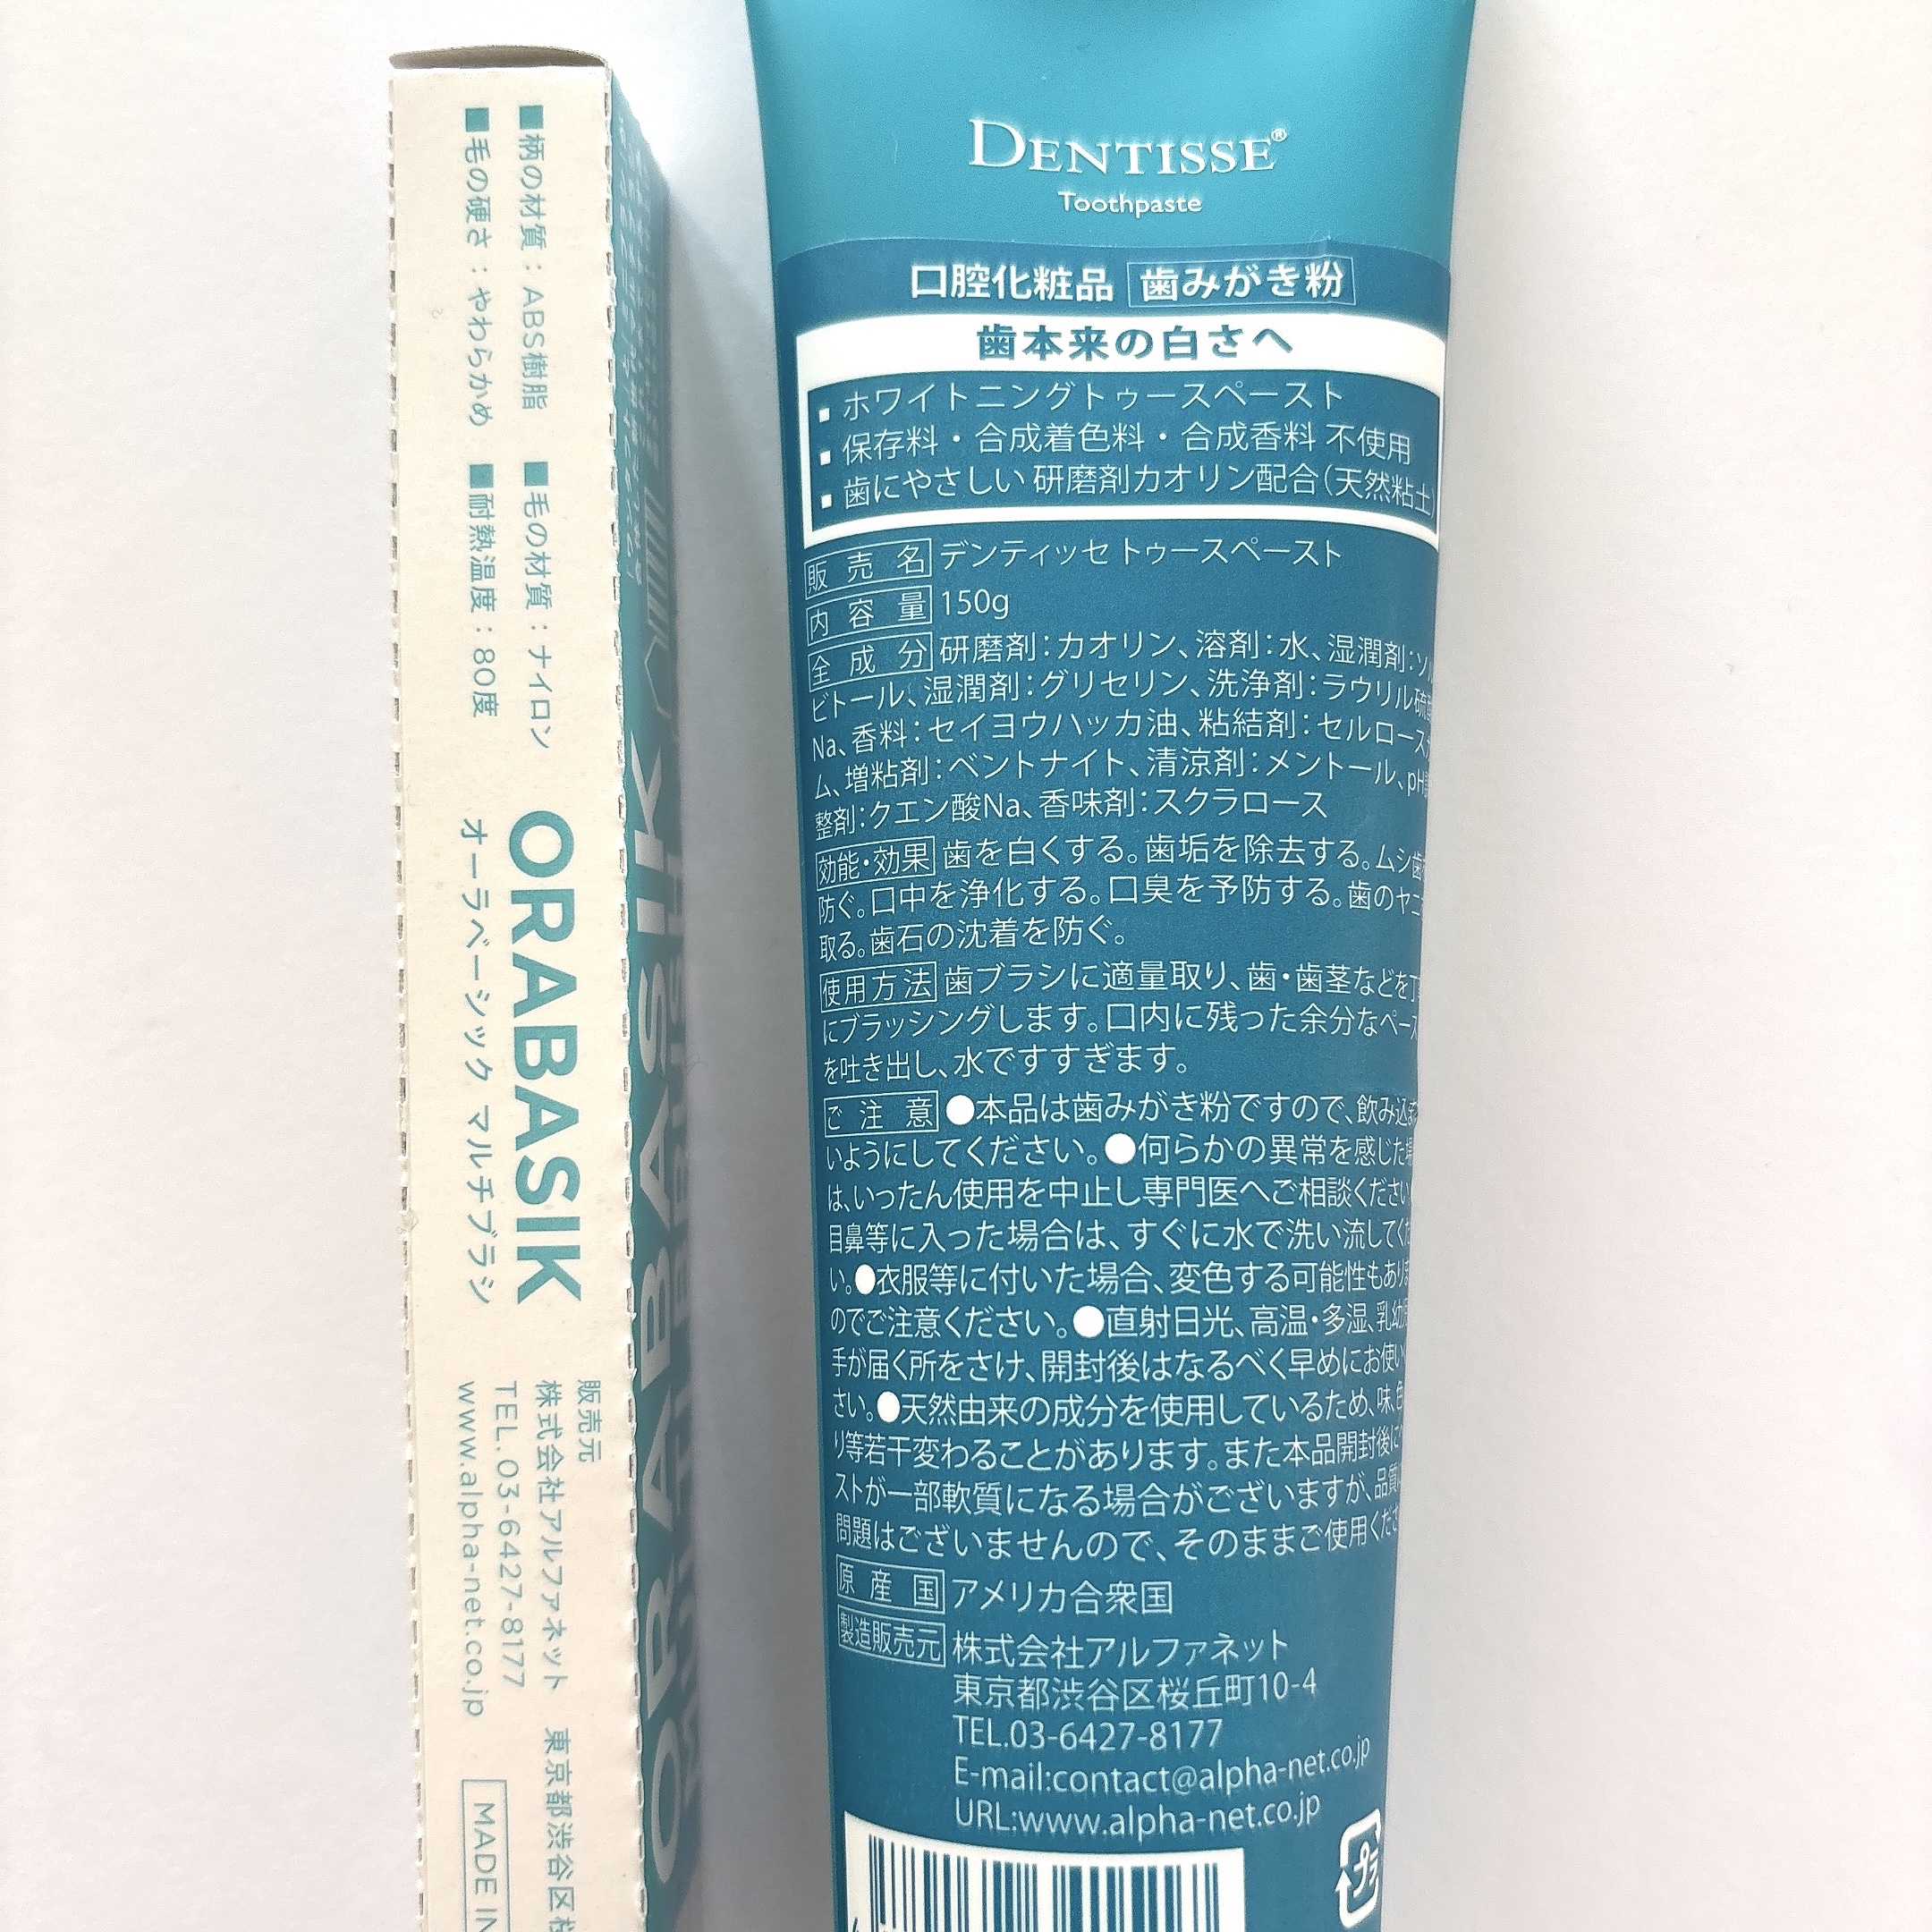 ■柄の材質：ABS樹脂 ■毛の材質：ナイロン
■毛の硬さ：やわらかめ ■耐熱温度：80度
ORABASIK
オーラベーシック マルチブラシ
販売元
株式会社アルファネット 東京都渋谷区
TEL.03-6427-8177
www.alpha-net.co.jp
MADE IN
ORABASIK
DENTISSE®
Toothpaste
口腔化粧品 歯みがき粉
歯本来の白さへ
▪ ホワイトニングトゥースペースト
▪ 保存料・合成着色料・合成香料 不使用
▪ 歯にやさしい 研磨剤カオリン配合(天然粘土)
販売名 デンティッセ トゥースペースト
内容量 150g
全成分 研磨剤：カオリン、溶剤：水、湿潤剤：ソル
ビトール、湿潤剤：グリセリン、洗浄剤：ラウリル硫酸
Na、香料：セイヨウハッカ油、粘結剤：セルロース
ム、増粘剤：ベントナイト、清涼剤：メントール、pH調
整剤：クエン酸Na、香味剤：スクラロース
効能・効果 歯を白くする。歯垢を除去する。ムシ歯
防ぐ。口中を浄化する。口臭を予防する。歯のヤニ
取る。歯石の沈着を防ぐ。
使用方法 歯ブラシに適量取り、歯・歯茎などを丁
にブラッシングします。口内に残った余分なペース
を吐き出し、水ですすぎます。
ご注意 ●本品は歯みがき粉ですので、飲み込ま
いようにしてください。●何らかの異常を感じた場
は、いったん使用を中止し専門医へご相談ください。
目鼻等に入った場合は、すぐに水で洗い流してくだ
い。●衣服等に付いた場合、変色する可能性もありま
のでご注意ください。●直射日光、高温・多湿、乳幼児
手が届く所をさけ、開封後はなるべく早めにお使いく
さい。●天然由来の成分を使用しているため、味、色
り等若干変わることがあります。また本品開封後に
ストが一部軟質になる場合がございますが、品質
問題はございませんので、そのままご使用くださ
原産国 アメリカ合衆国
製造販売元 株式会社アルファネット
東京都渋谷区桜丘町10-4
TEL.03-6427-8177
E-mail:contact@alpha-net.co.jp
URL:www.alpha-net.co.jp
プラ